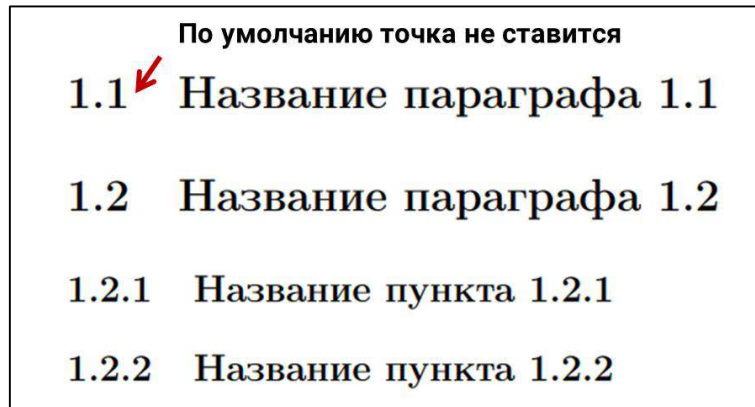 По умолчанию точка не ставится
1.1 Название параграфа 1.1
1.2 Название параграфа 1.2
1.2.1 Название пункта 1.2.1
1.2.2 Название пункта 1.2.2